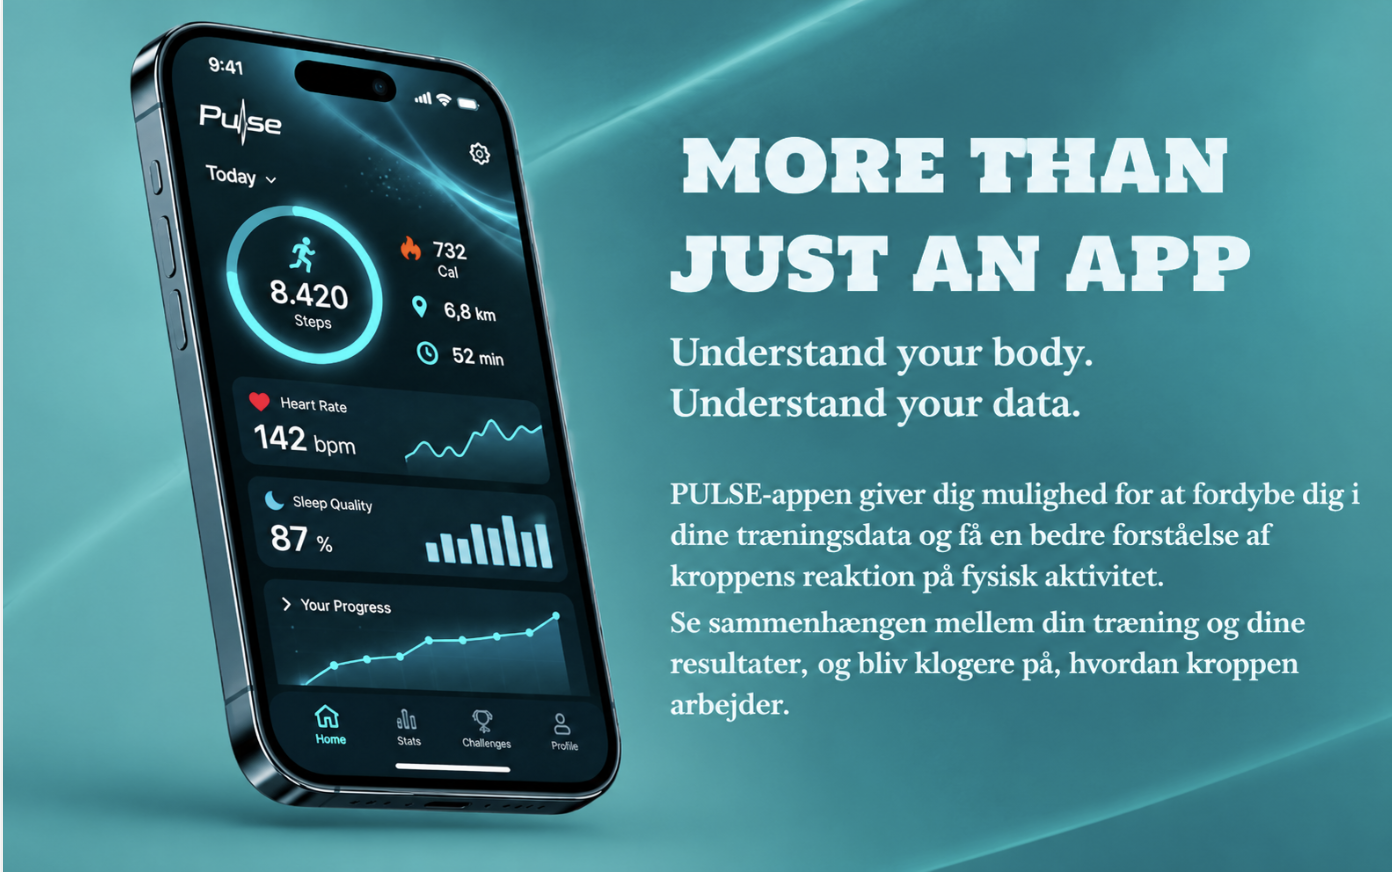 9:41
Pulse
Today
8.420
Steps
732
Cal
6,8 km
52 min
Heart Rate
142 bpm
Sleep Quality
87 %
Your Progress
Home
Stats
Challenges
Profile
MORE THAN
JUST AN APP
Understand your body.
Understand your data.
PULSE-appen giver dig mulighed for at fordybe dig i
dine træningsdata og få en bedre forståelse af
kroppens reaktion på fysisk aktivitet.
Se sammenhængen mellem din træning og dine
resultater, og bliv klogere på, hvordan kroppen
arbejder.